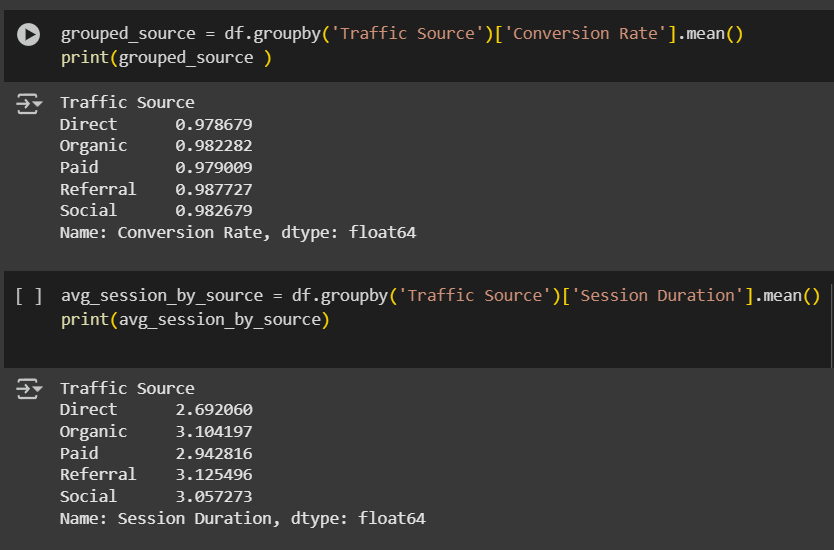 grouped_source = df.groupby('Traffic Source')['Conversion Rate'].mean()
print(grouped_source )
Traffic Source
Direct      0.978679
Organic     0.982282
Paid        0.979009
Referral    0.987727
Social      0.982679
Name: Conversion Rate, dtype: float64
[ ] avg_session_by_source = df.groupby('Traffic Source')['Session Duration'].mean()
print(avg_session_by_source)
Traffic Source
Direct      2.692060
Organic     3.104197
Paid        2.942816
Referral    3.125496
Social      3.057273
Name: Session Duration, dtype: float64